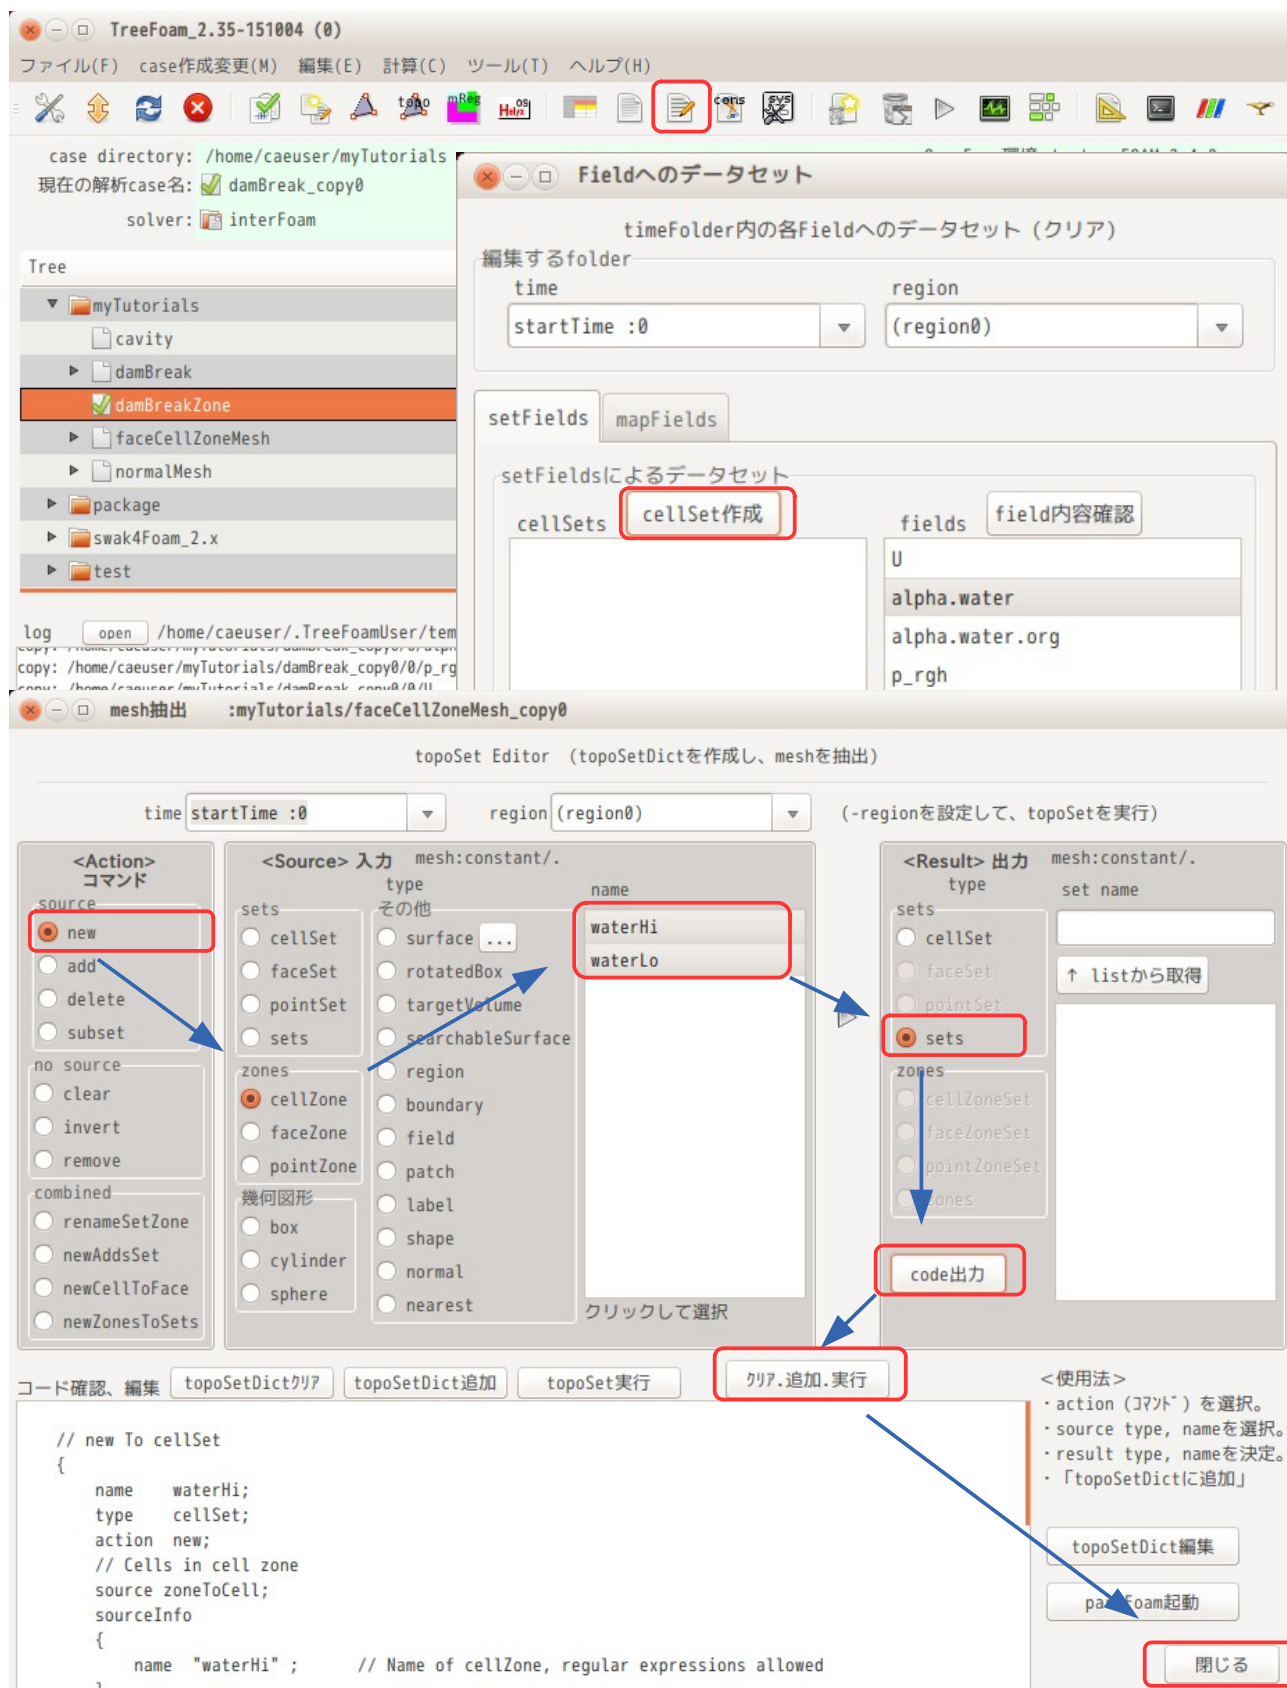 TreeFoam_2.35-151004 (0)
ファイル(F) case作成変更(M) 編集(E) 計算(C) ツール(T) ヘルプ(H)
topo mReg Helyx OS cons sys
case directory: /home/caeuser/myTutorials
現在の解析case名: damBreak_copy0
solver: interFoam
Tree
myTutorials
cavity
damBreak
damBreakZone
faceCellZoneMesh
normalMesh
package
swak4Foam_2.x
test
log open /home/caeuser/.TreeFoamUser/tem
copy: /home/caeuser/myTutorials/damBreak_copy0/0/p_rg
Fieldへのデータセット
timeFolder内の各Fieldへのデータセット (クリア)
編集するfolder
time region
startTime :0 (region0)
setFields mapFields
setFieldsによるデータセット
cellSets cellSet作成 fields field内容確認
U
alpha.water
alpha.water.org
p_rgh
mesh抽出 :myTutorials/faceCellZoneMesh_copy0
topoSet Editor (topoSetDictを作成し、meshを抽出)
time startTime :0 region (region0) (-regionを設定して、topoSetを実行)
<Action>
コマンド
source
new
add
delete
subset
no source
clear
invert
remove
combined
renameSetZone
newAddsSet
newCellToFace
newZonesToSets
<Source> 入力 mesh:constant/.
type
name
sets
cellSet
faceSet
pointSet
sets
zones
cellZone
faceZone
pointZone
幾何図形
box
cylinder
sphere
その他
surface ...
rotatedBox
targetVolume
searchableSurface
region
boundary
field
patch
label
shape
normal
nearest
waterHi
waterLo
クリックして選択
<Result> 出力 mesh:constant/.
type set name
sets
cellSet
faceSet
pointSet
sets
zones
cellZoneSet
faceZoneSet
pointZoneSet
zones
↑ listから取得
code出力
コード確認、編集 topoSetDictクリア topoSetDict追加 topoSet実行 クリア.追加.実行
// new To cellSet
{
name waterHi;
type cellSet;
action new;
// Cells in cell zone
source zoneToCell;
sourceInfo
{
name "waterHi" ; // Name of cellZone, regular expressions allowed
<使用法>
・action (コマンド) を選択。
・source type, nameを選択。
・result type, nameを決定。
・「topoSetDictに追加」
topoSetDict編集
paraFoam起動
閉じる